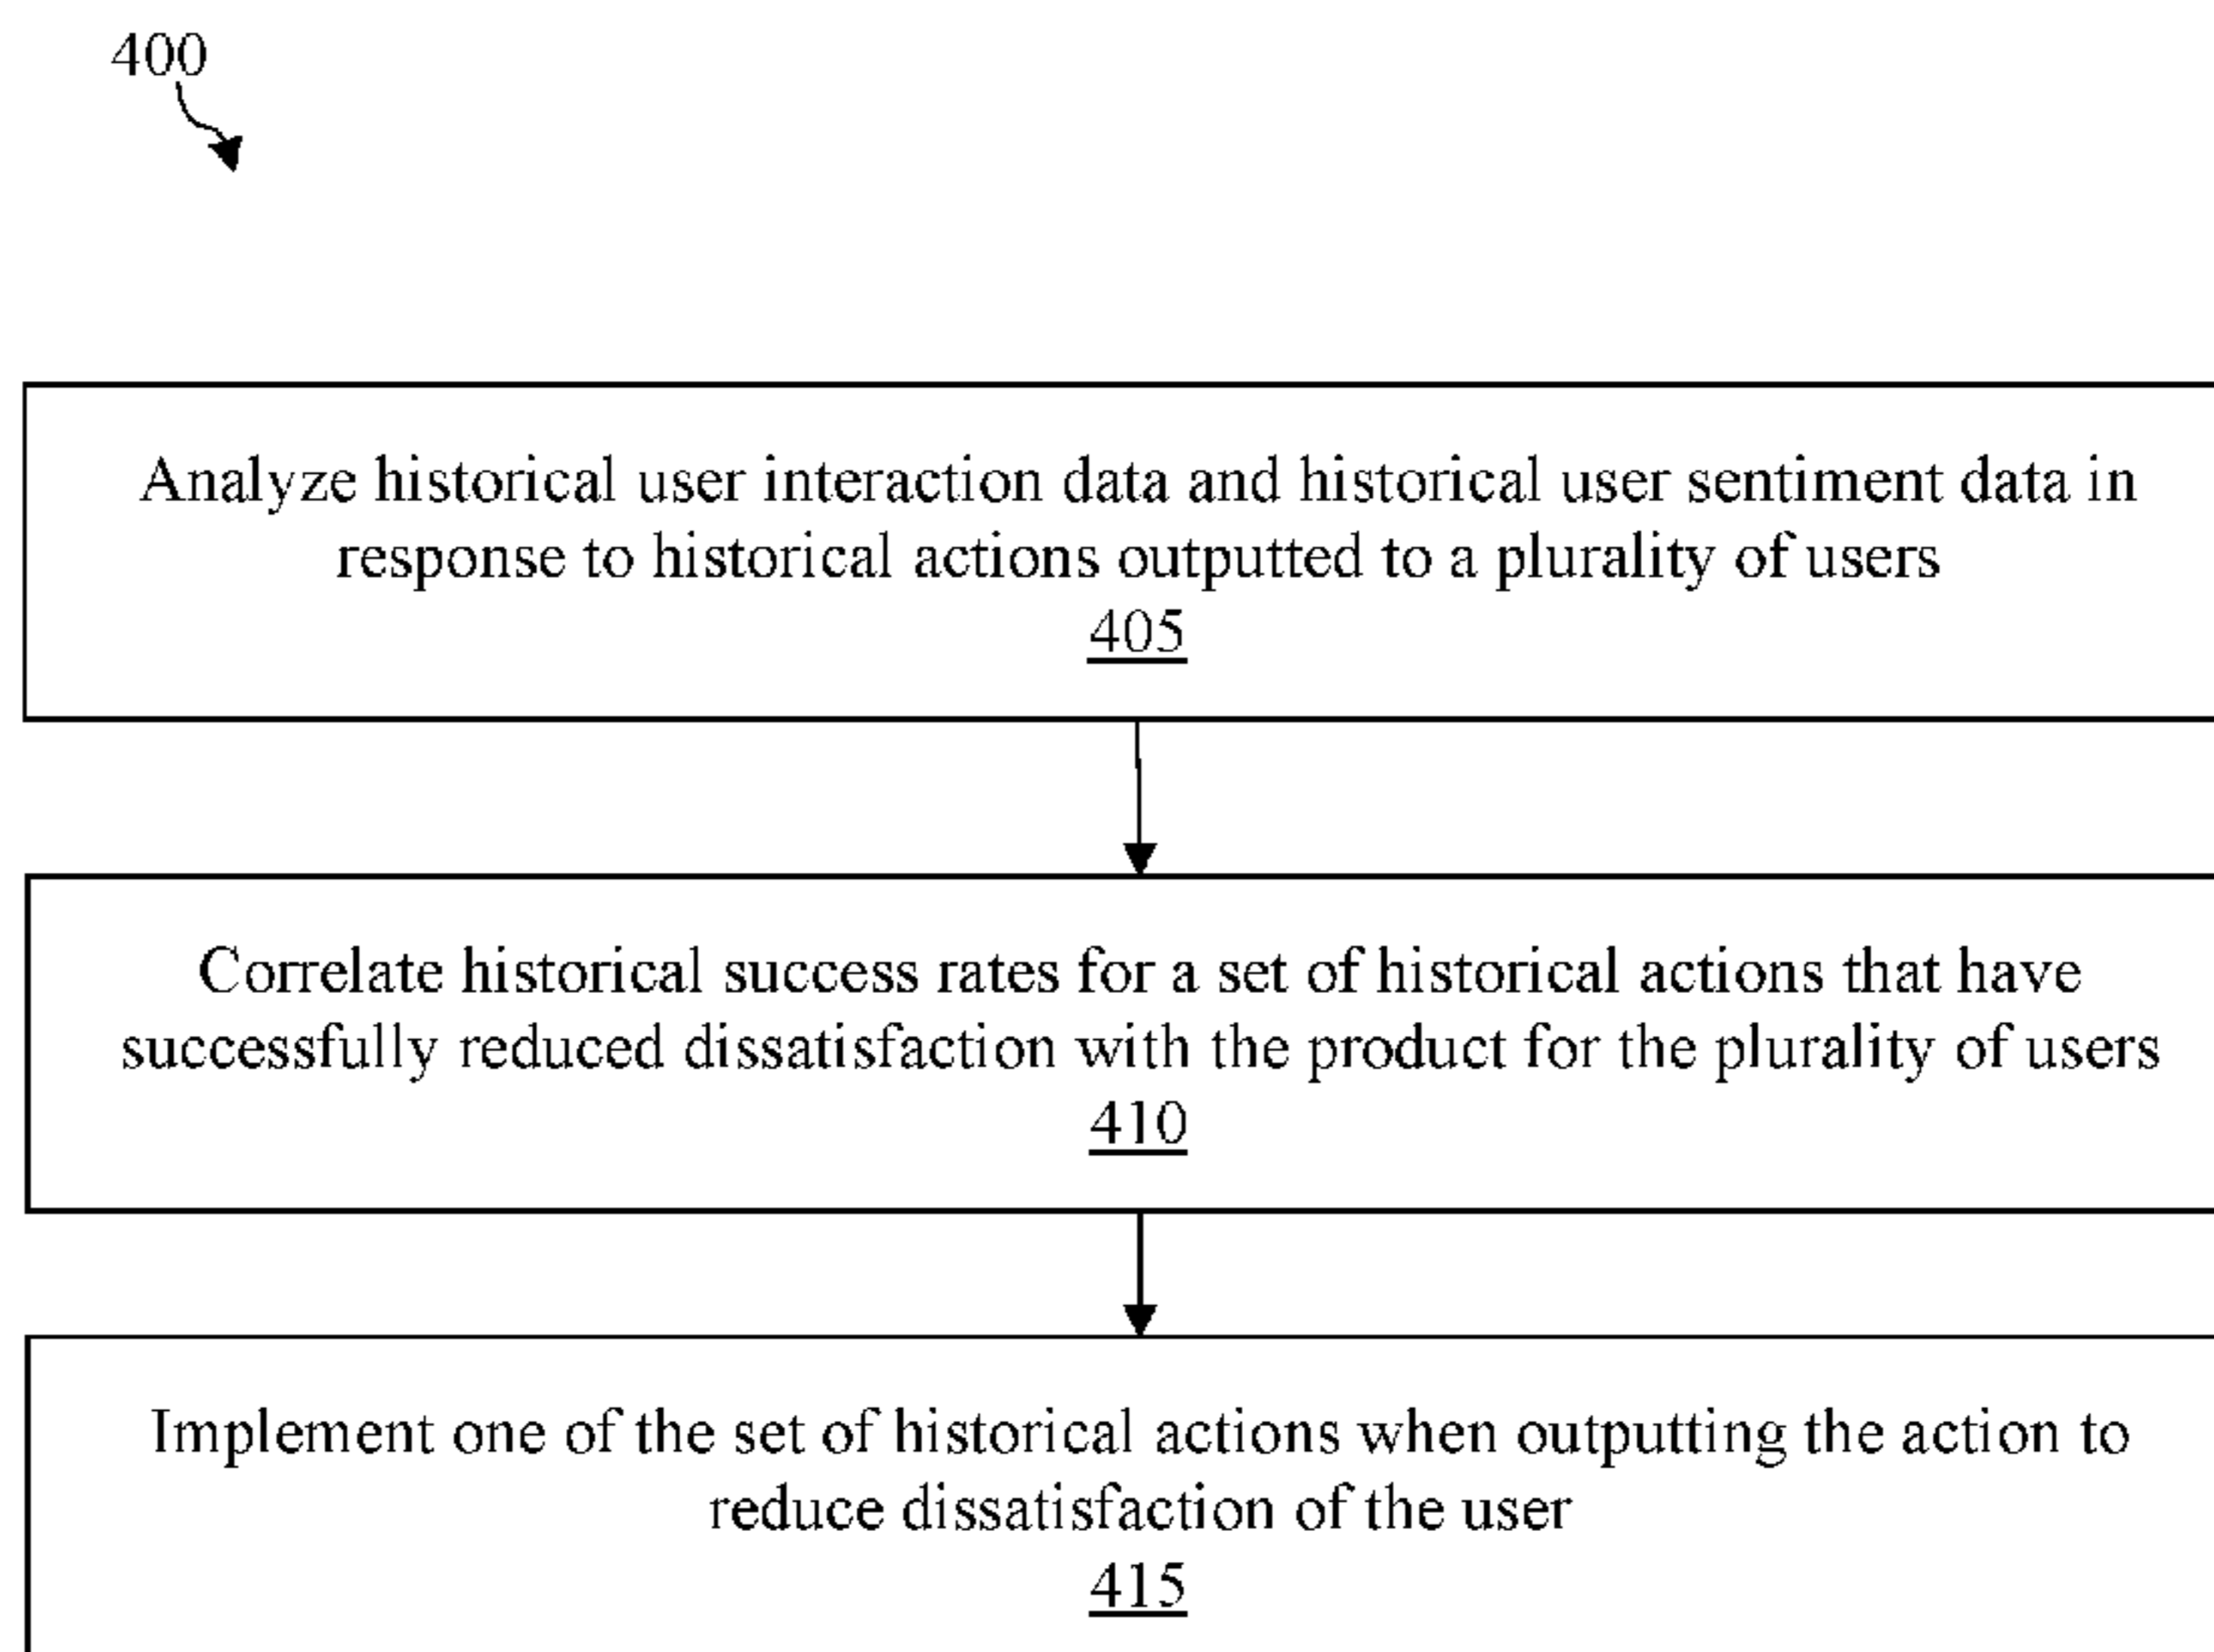 400
Analyze historical user interaction data and historical user sentiment data in
response to historical actions outputted to a plurality of users
405
Correlate historical success rates for a set of historical actions that have
successfully reduced dissatisfaction with the product for the plurality of users
410
Implement one of the set of historical actions when outputting the action to
reduce dissatisfaction of the user
415